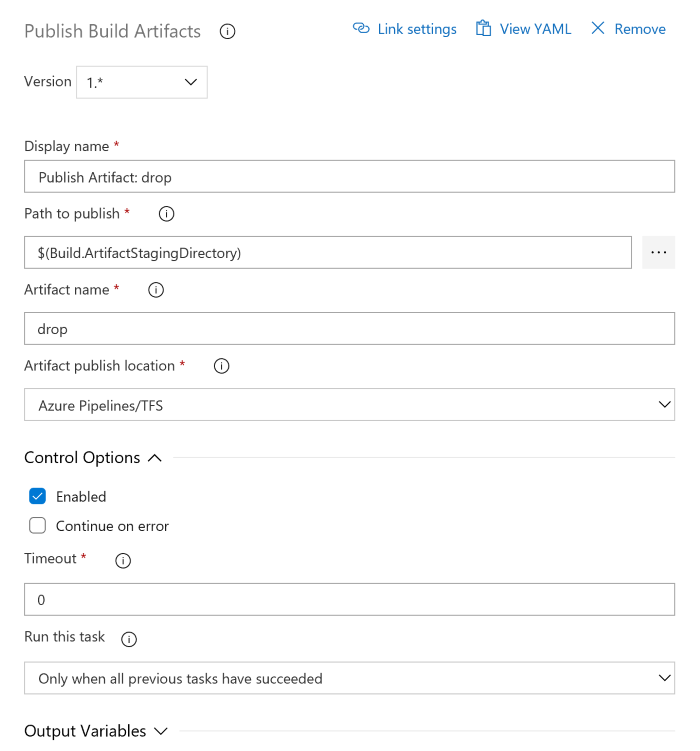 Publish Build Artifacts Link settings View YAML Remove
Version 1.*
Display name *
Publish Artifact: drop
Path to publish *
$(Build.ArtifactStagingDirectory) ...
Artifact name *
drop
Artifact publish location *
Azure Pipelines/TFS
Control Options
Enabled
Continue on error
Timeout *
0
Run this task
Only when all previous tasks have succeeded
Output Variables